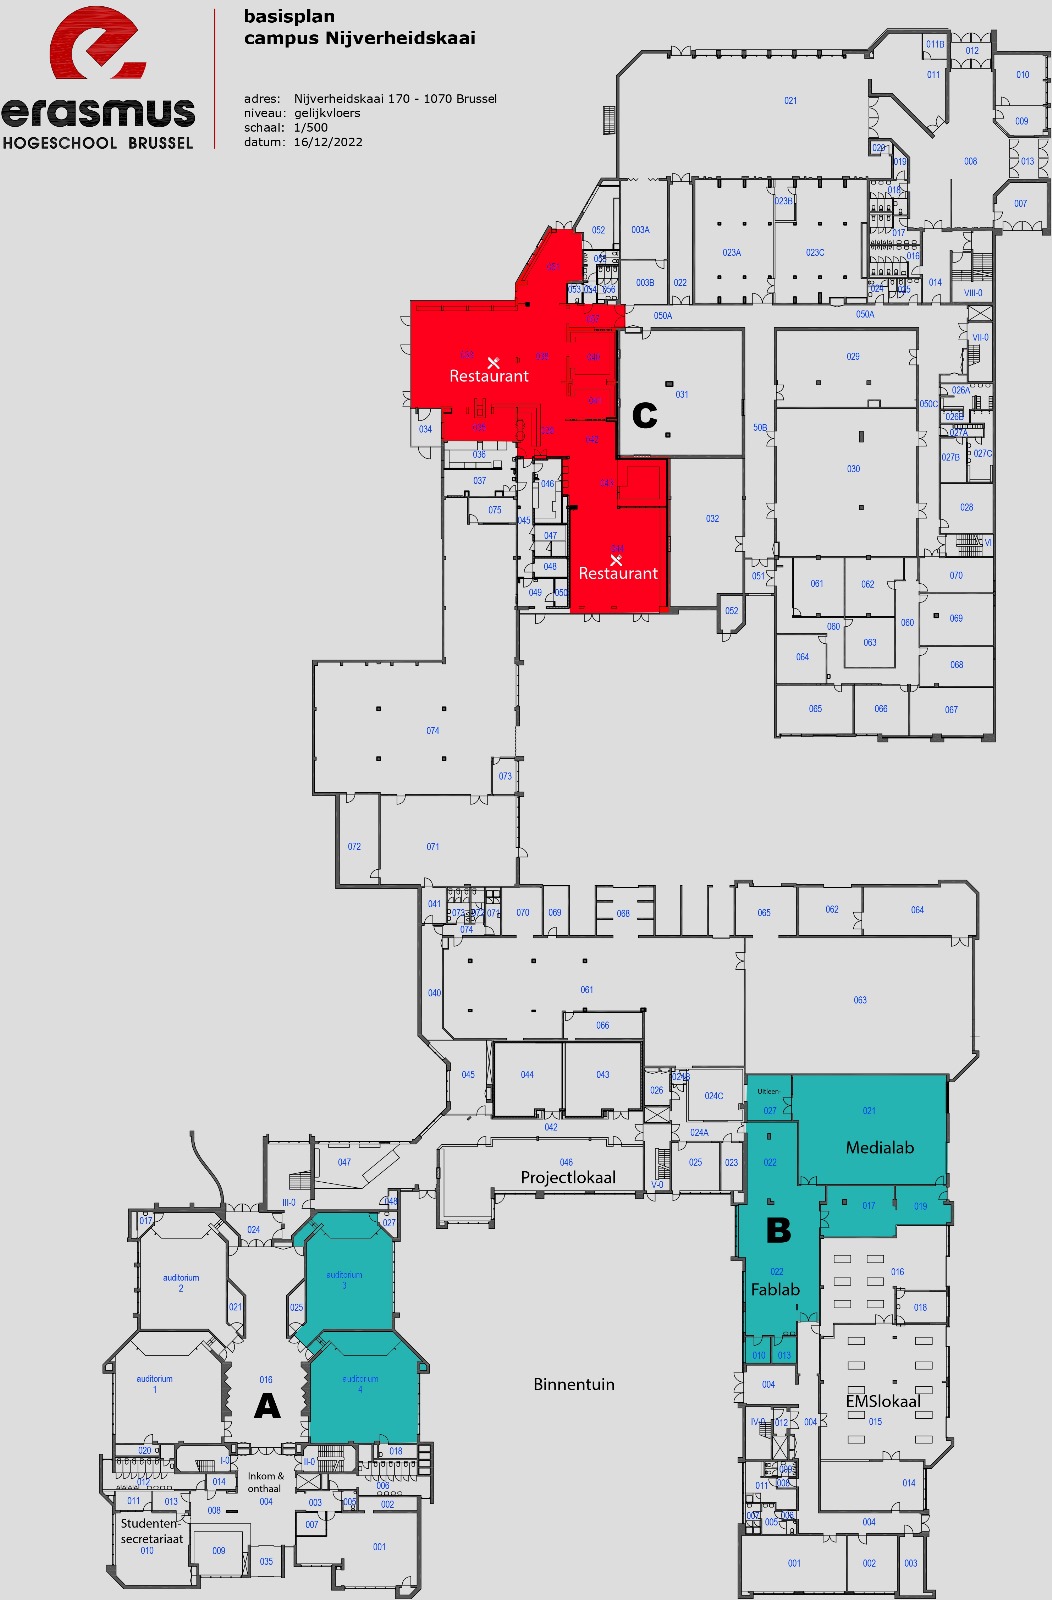 basisplan
campus Nijverheidskaai
erasmus
HOGESCHOOL BRUSSEL
adres: Nijverheidskaai 170 - 1070 Brussel
niveau: gelijkvloers
schaal: 1/500
datum: 16/12/2022
011B
012
011
010
021
009
020
019
008
013
018
007
023B
052
003A
017
023A
023C
016
003B
022
024
014
VIII-0
053
050A
050A
VII-0
029
Restaurant
026A
031
C
050C
034
50B
027A
036
027B
027C
030
037
046
075
045
032
028
047
VI
048
051
061
062
070
049
050
052
060
060
069
063
064
068
Restaurant
065
066
067
074
073
072
071
041
070
069
068
065
062
064
074
040
061
063
066
045
044
043
026
024B
024C
Uitleen-
027
021
042
024A
Medialab
047
046
Projectlokaal
025
023
022
V-0
III-0
048
017
019
017
024
027
B
auditorium
2
auditorium
3
022
016
Fablab
021
025
018
010
013
auditorium
1
016
auditorium
4
Binnentuin
004
A
EMSlokaal
IV-0
012
004
015
020
I-0
II-0
018
012
014
Inkom &
onthaal
006
011
014
011
013
008
004
003
005
002
Studenten-
secretariaat
007
004
010
009
035
001
001
002
003